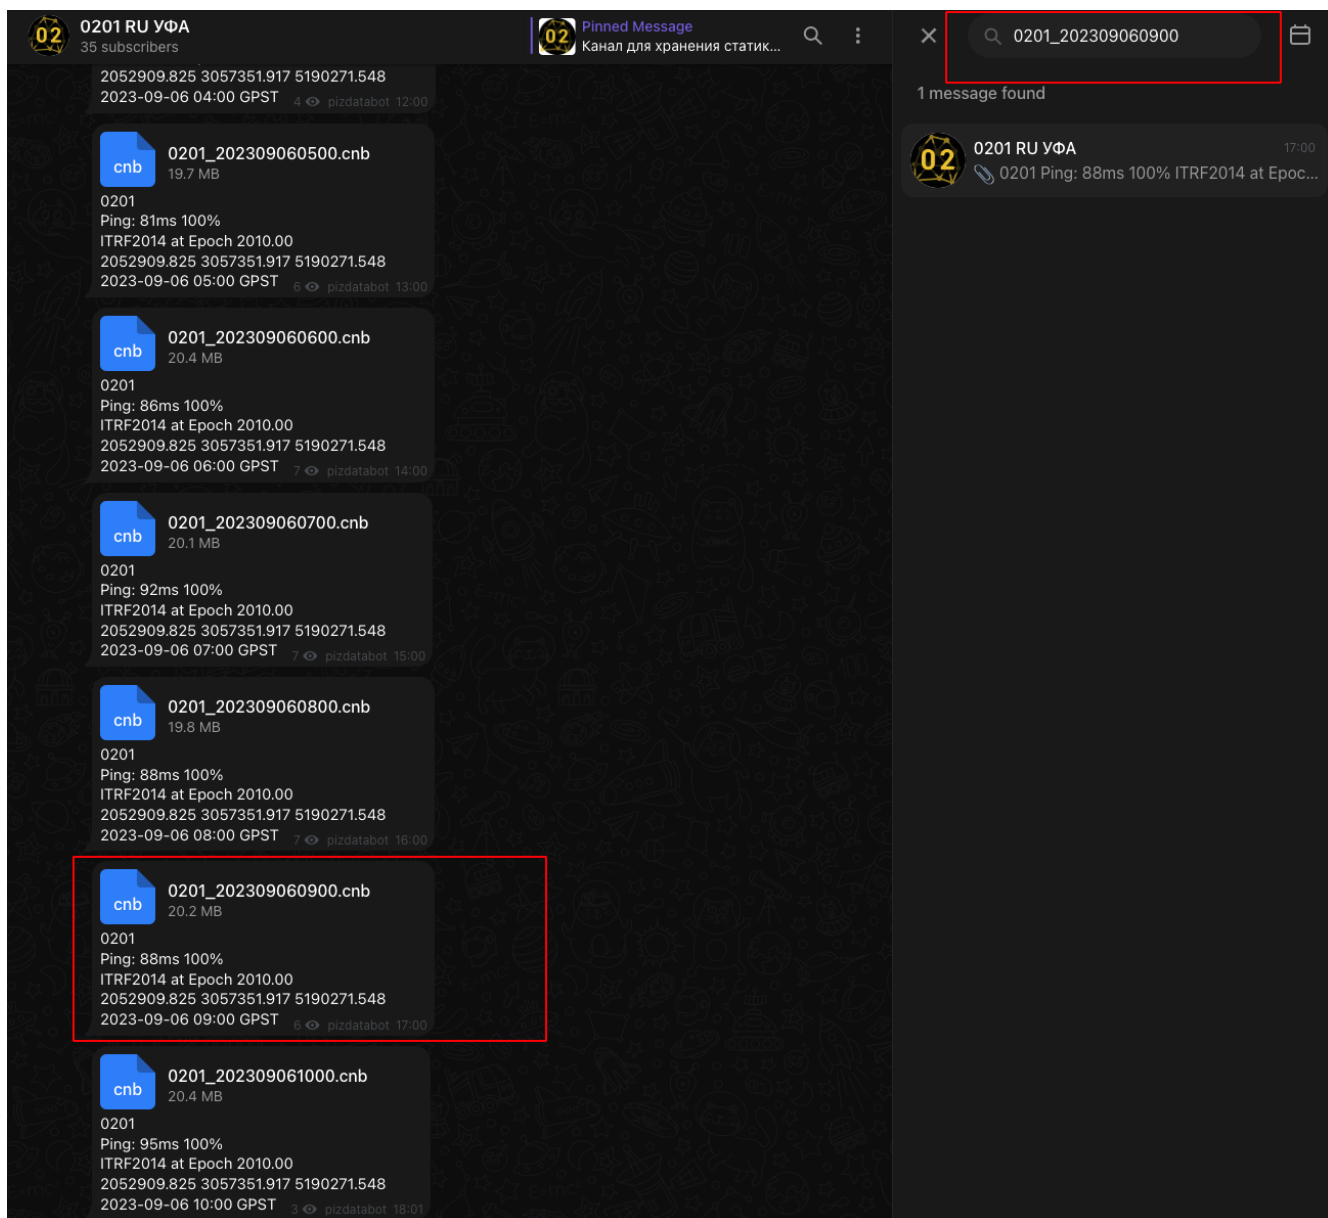 02
0201 RU УФА
35 subscribers
02
Pinned Message
Канал для хранения статик...
2052909.825 3057351.917 5190271.548
2023-09-06 04:00 GPST 4 pizdatabot 12:00
cnb
0201_202309060500.cnb
19.7 MB
0201
Ping: 81ms 100%
ITRF2014 at Epoch 2010.00
2052909.825 3057351.917 5190271.548
2023-09-06 05:00 GPST 6 pizdatabot 13:00
cnb
0201_202309060600.cnb
20.4 MB
0201
Ping: 86ms 100%
ITRF2014 at Epoch 2010.00
2052909.825 3057351.917 5190271.548
2023-09-06 06:00 GPST 7 pizdatabot 14:00
cnb
0201_202309060700.cnb
20.1 MB
0201
Ping: 92ms 100%
ITRF2014 at Epoch 2010.00
2052909.825 3057351.917 5190271.548
2023-09-06 07:00 GPST 7 pizdatabot 15:00
cnb
0201_202309060800.cnb
19.8 MB
0201
Ping: 88ms 100%
ITRF2014 at Epoch 2010.00
2052909.825 3057351.917 5190271.548
2023-09-06 08:00 GPST 7 pizdatabot 16:00
cnb
0201_202309060900.cnb
20.2 MB
0201
Ping: 88ms 100%
ITRF2014 at Epoch 2010.00
2052909.825 3057351.917 5190271.548
2023-09-06 09:00 GPST 6 pizdatabot 17:00
cnb
0201_202309061000.cnb
20.4 MB
0201
Ping: 95ms 100%
ITRF2014 at Epoch 2010.00
2052909.825 3057351.917 5190271.548
2023-09-06 10:00 GPST 3 pizdatabot 18:01
0201_202309060900
1 message found
02
0201 RU УФА 17:00
0201 Ping: 88ms 100% ITRF2014 at Epoc...